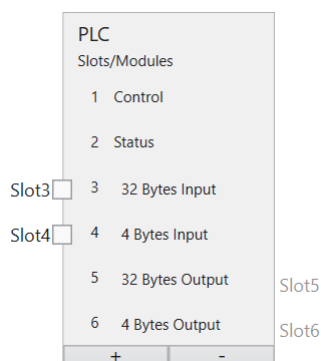 PLC
Slots/Modules
1 Control
2 Status
Slot3 3 32 Bytes Input
Slot4 4 4 Bytes Input
5 32 Bytes Output Slot5
6 4 Bytes Output Slot6
+ -